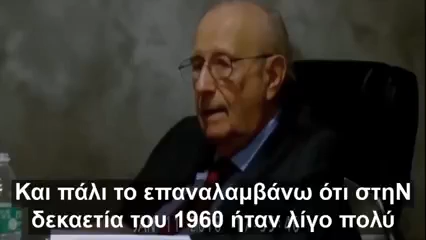 Και πάλι το επαναλαμβάνω ότι στηΝ
δεκαετία του 1960 ήταν λίγο πολύ